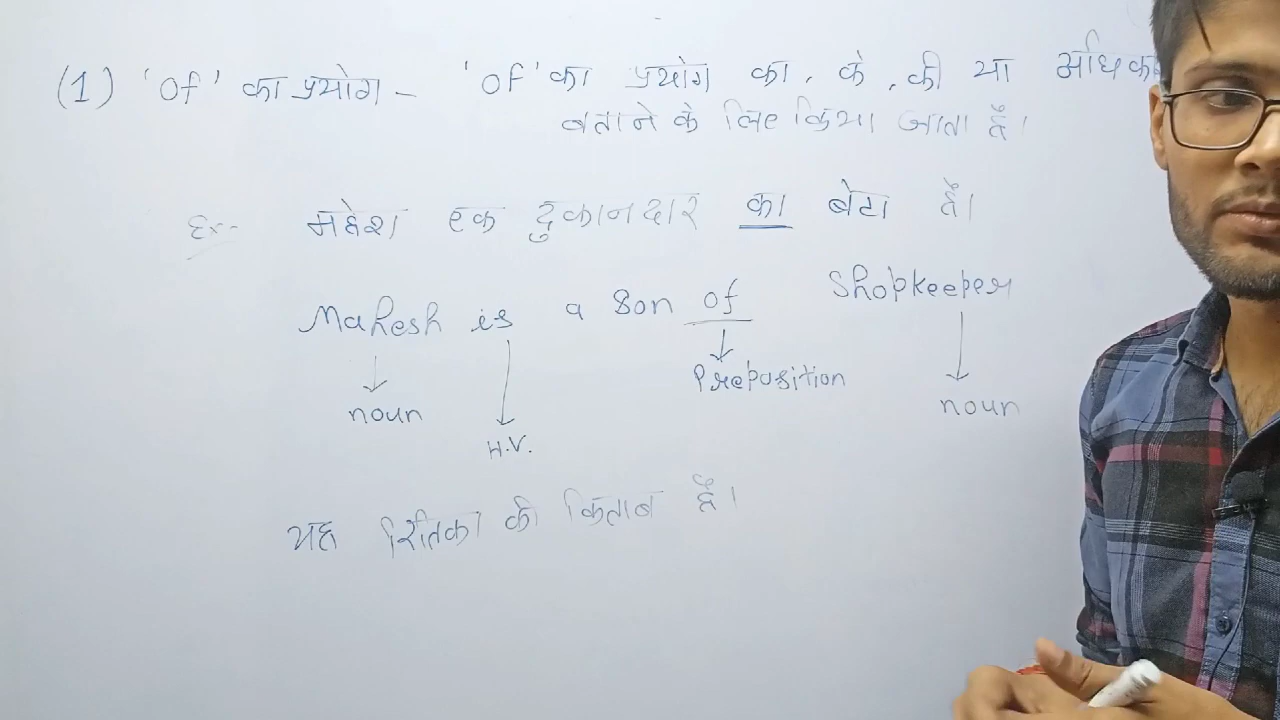 (1) 'of' का प्रयोग – 'of' का प्रयोग का, के, की या
बताने के लिए किया जाता है।
Ex:- महेश एक दुकानदार का बेटा है।
Mahesh is a Son of Shopkeeper
noun H.V. Preposition noun
यह रितिका की किताब है।